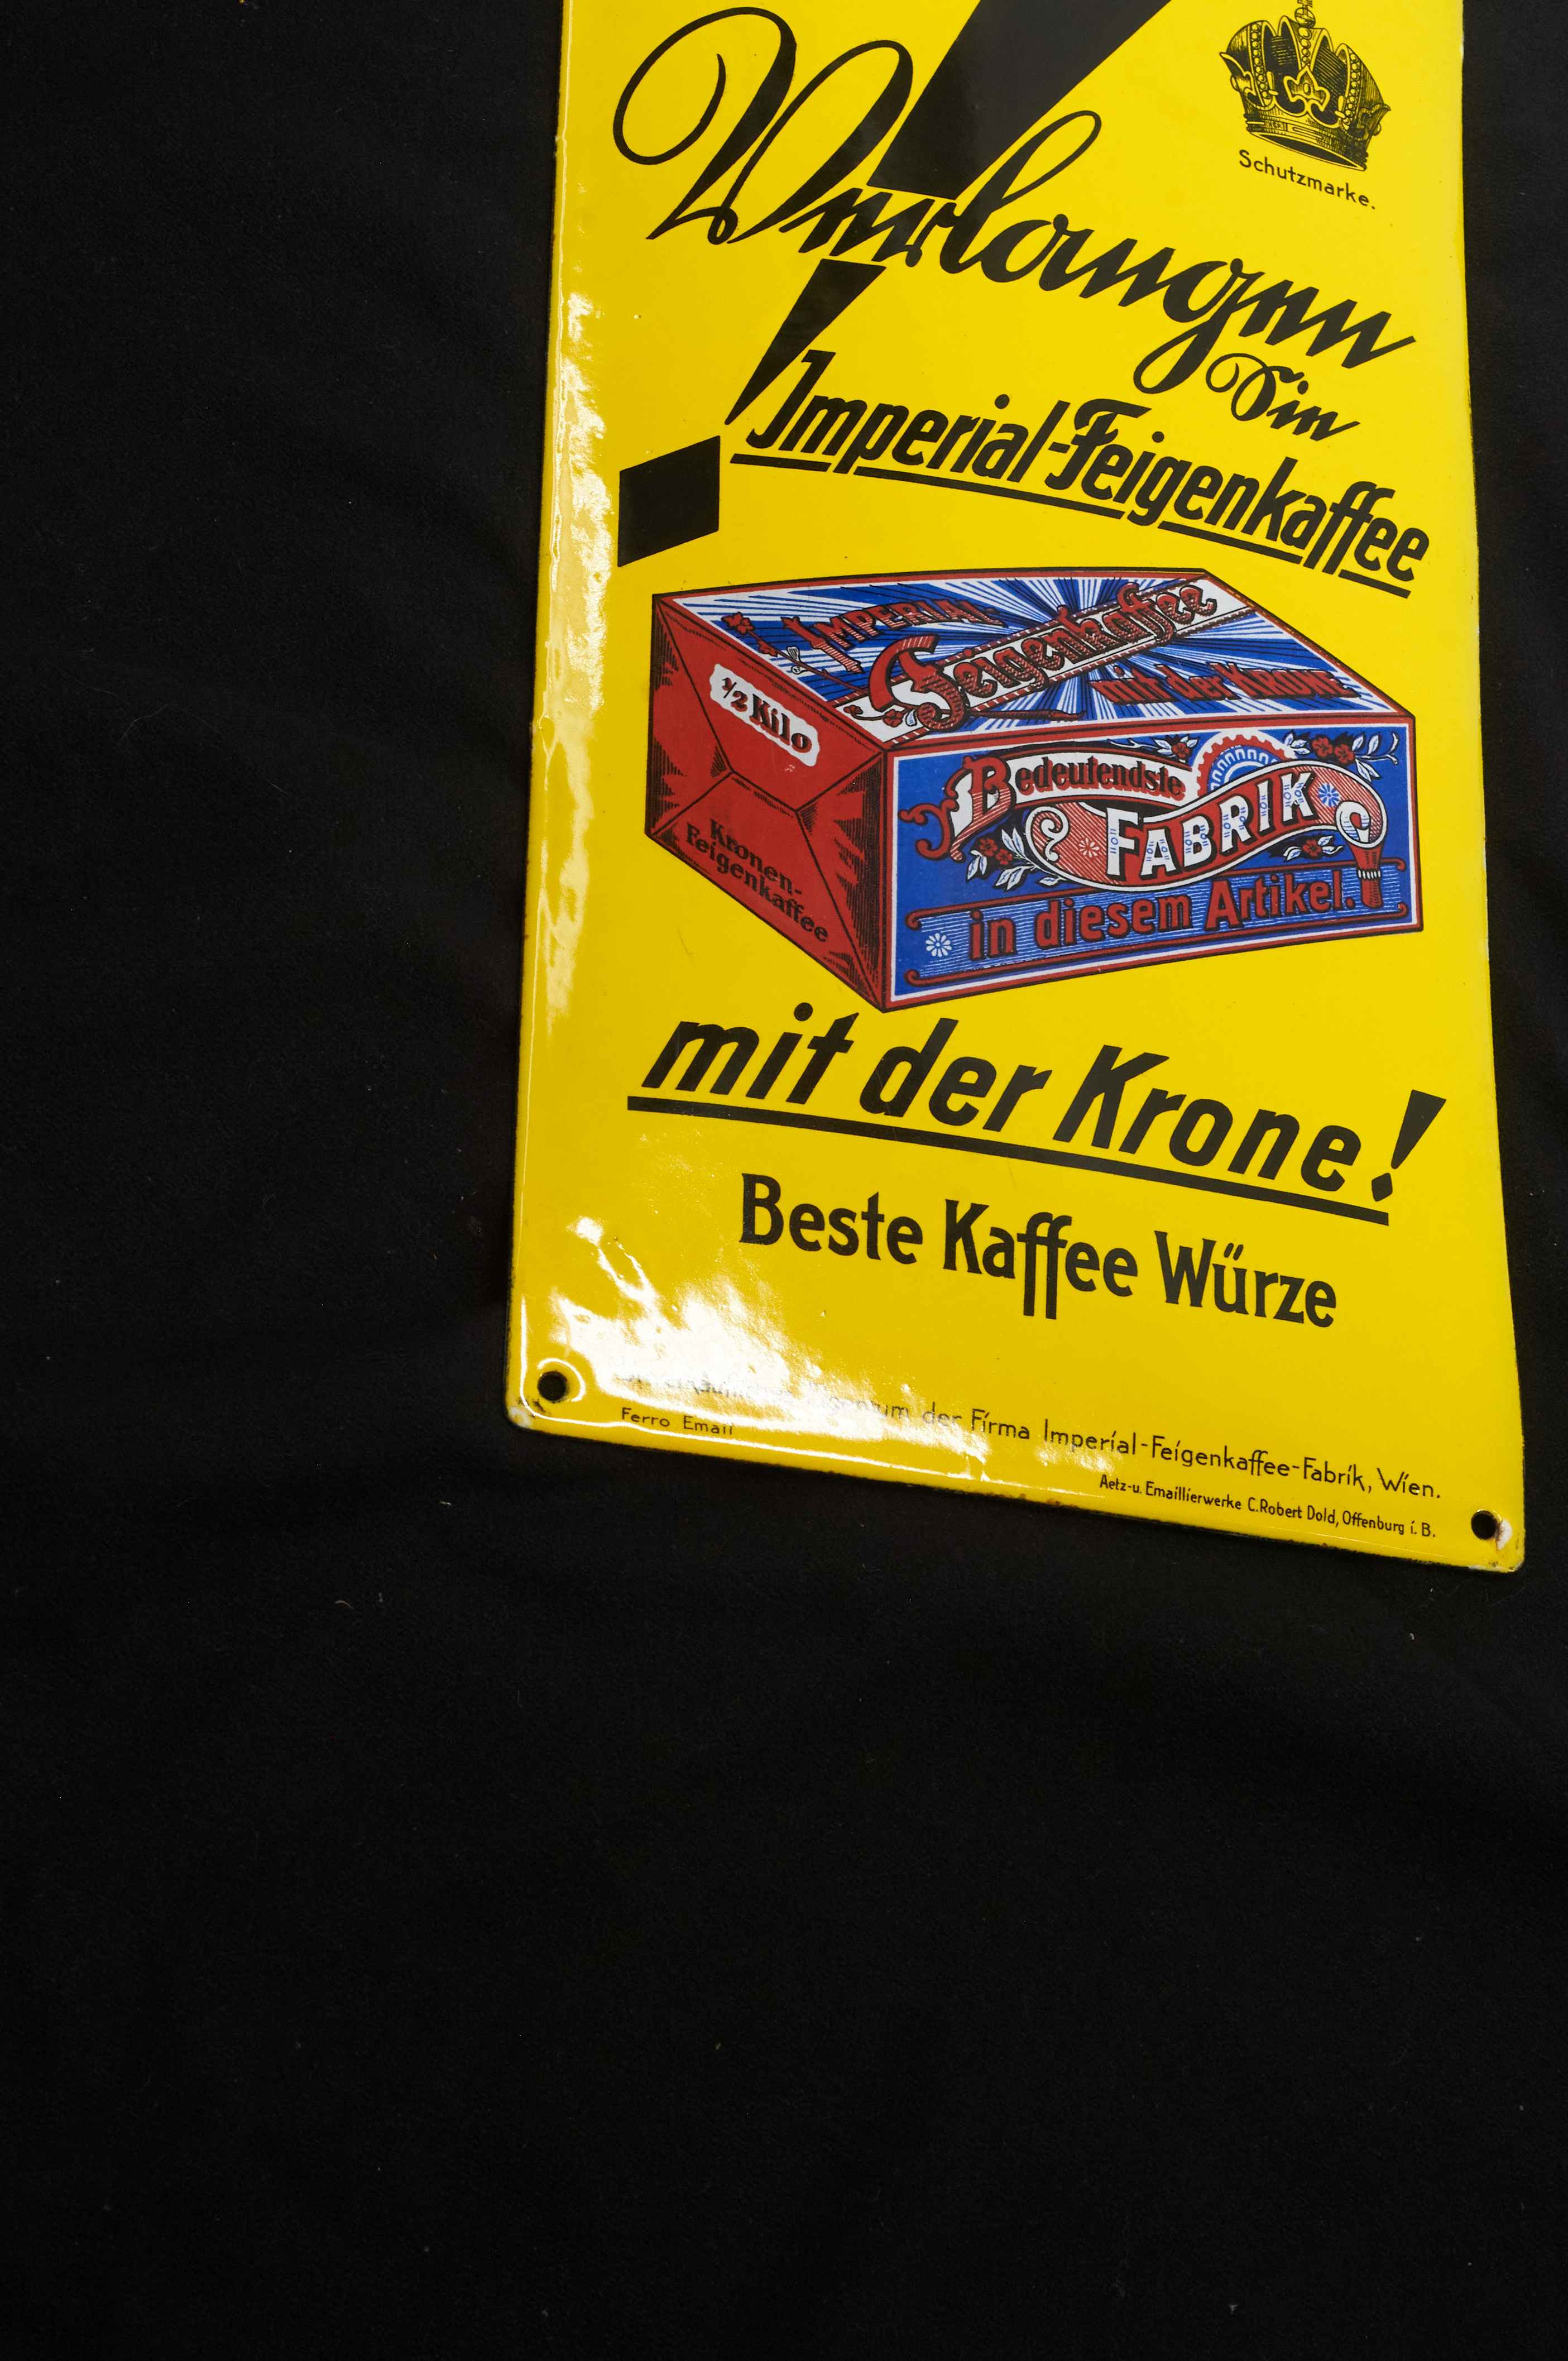 Schutzmarke.
Verlangen
Sie
Imperial-Feigenkaffee
IMPERIAL
Feigenkaffee
mit der Krone
½ Kilo
Kronen-
Feigenkaffee
Bedeutendste
FABRIK
in diesem Artikel.
mit der Krone!
Beste Kaffee Würze
der Firma Imperial-Feigenkaffee-Fabrik, Wien.
Ferro Email
Aetz-u. Emaillierwerke C.Robert Dold, Offenburg i. B.